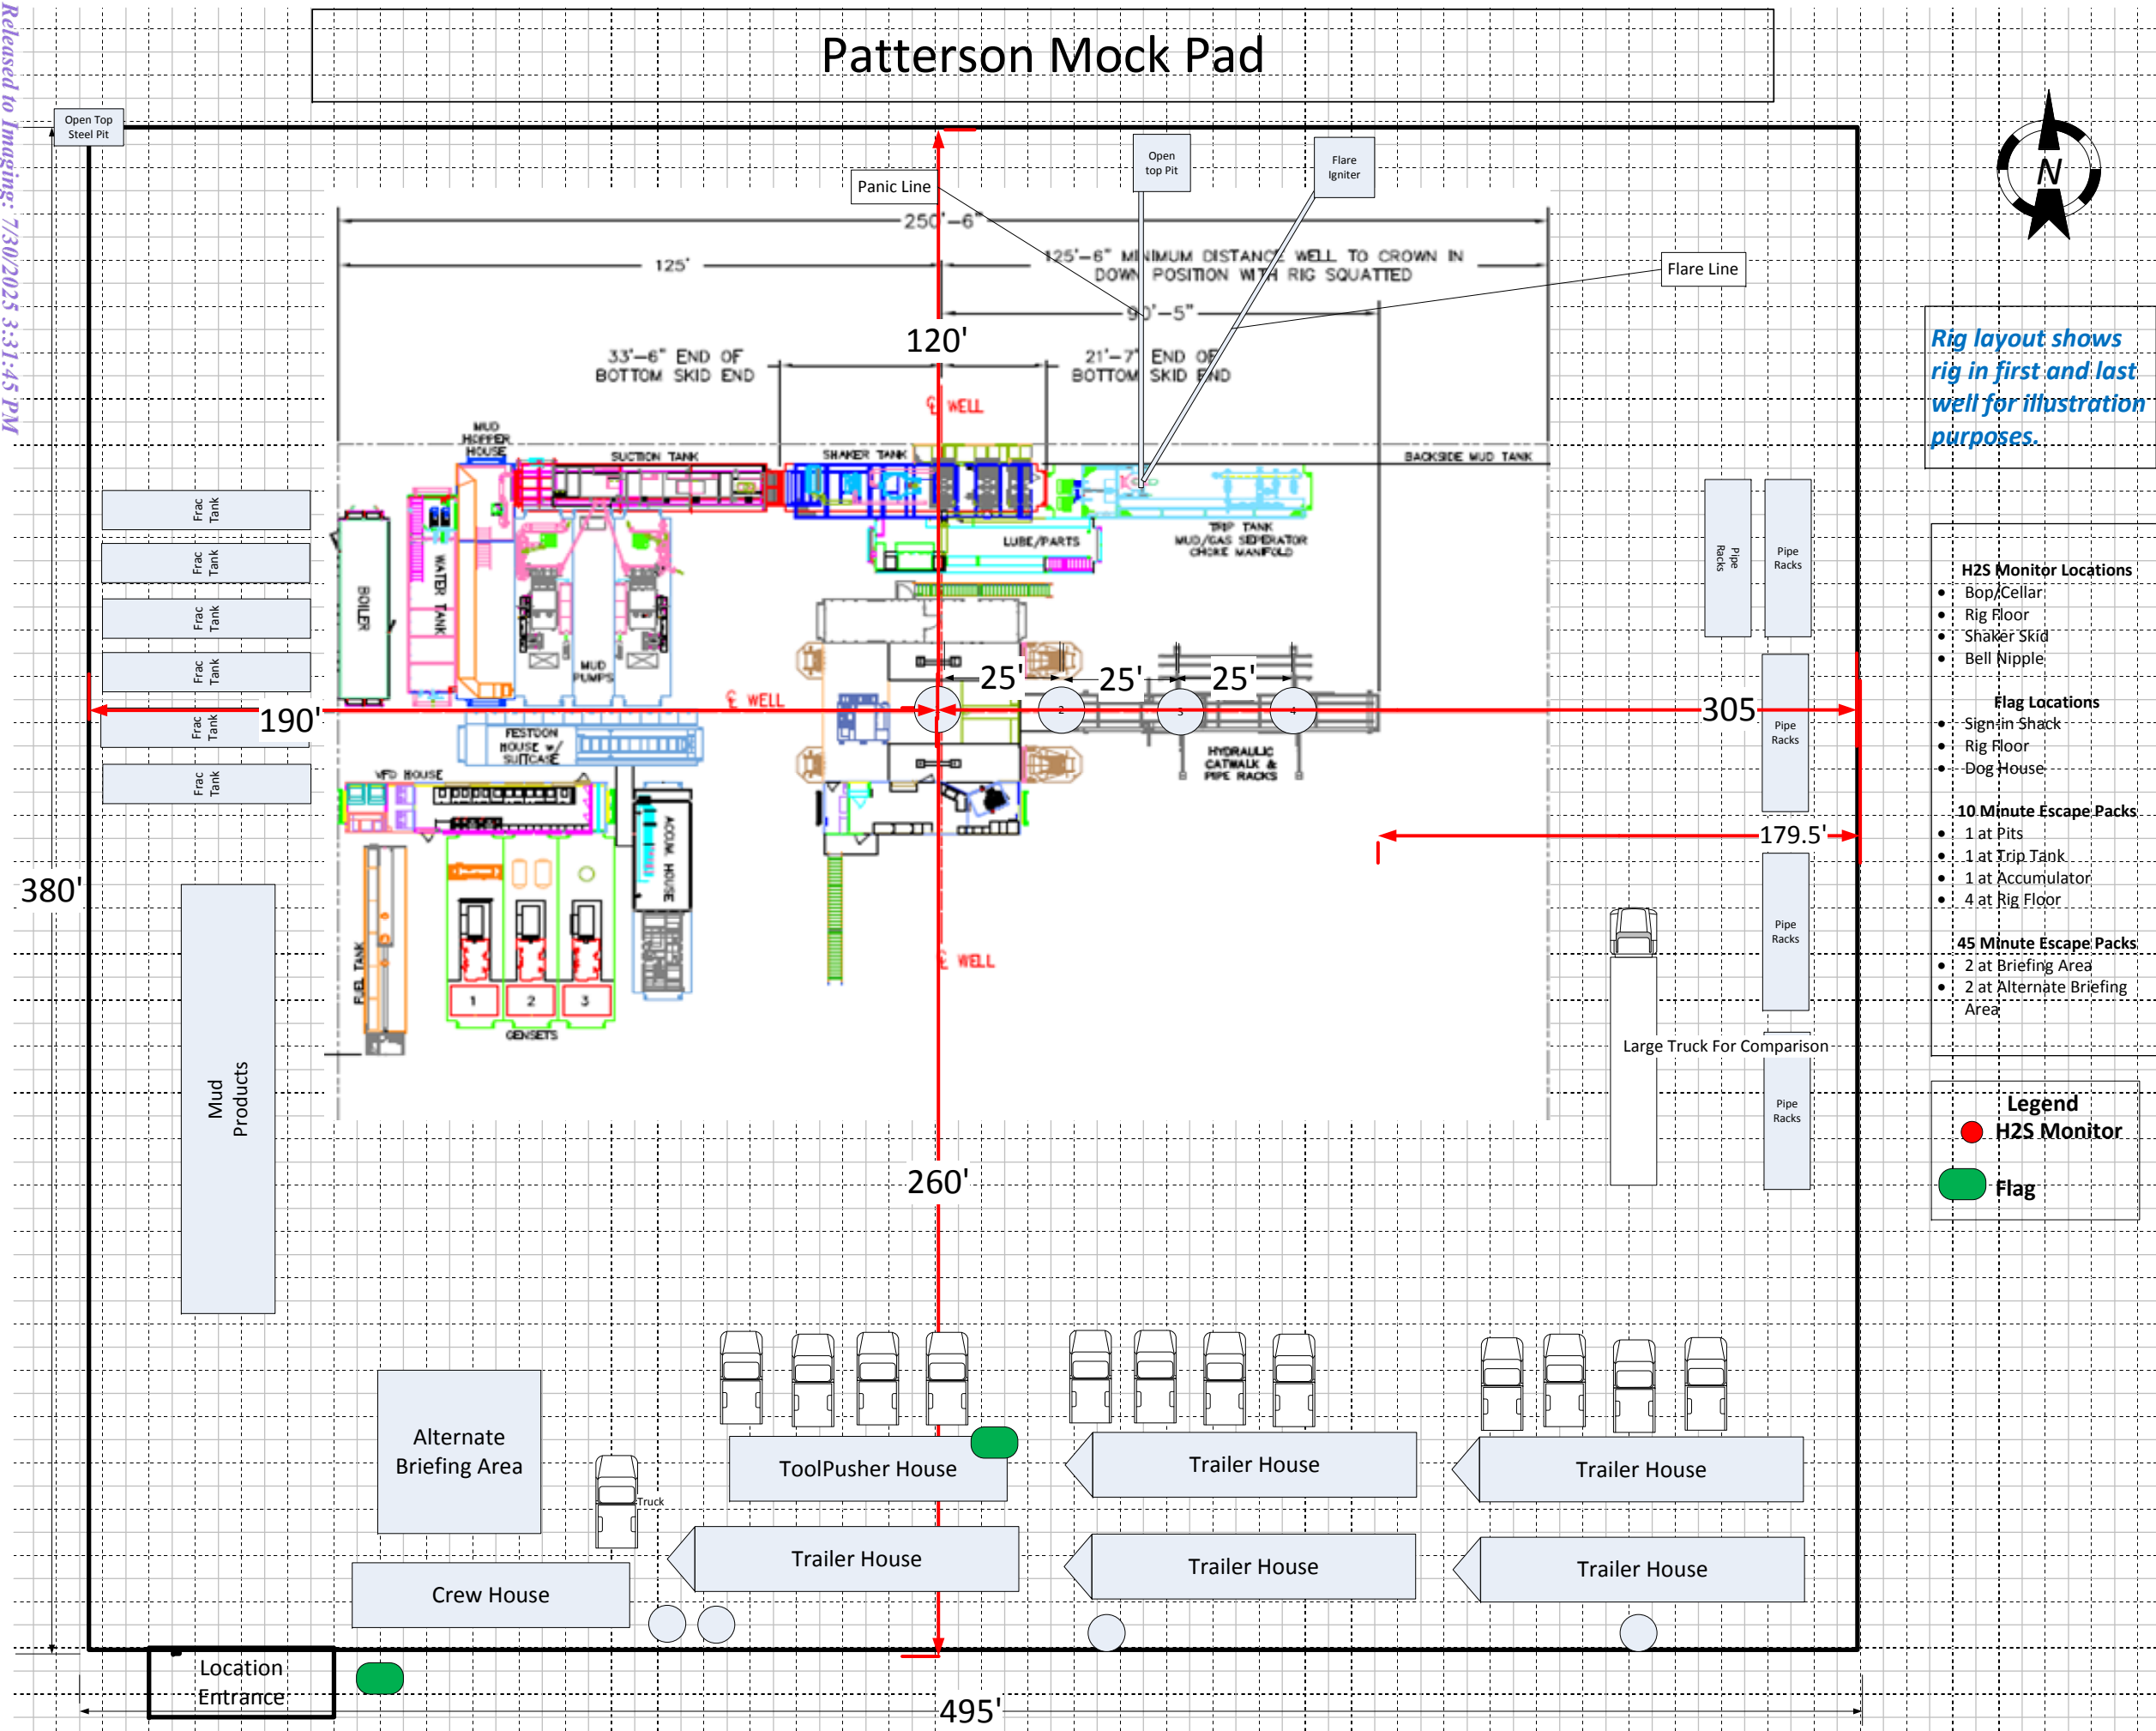 Released to Imaging: 7/30/2025 3:31:45 PM
Patterson Mock Pad
Open Top
Steel Pit
Open
top Pit
Flare
Igniter
N
Panic Line
250'-6"
125'
125'-6" MINIMUM DISTANCE WELL TO CROWN IN
DOWN POSITION WITH RIG SQUATTED
Flare Line
90'-5"
120'
33'-6" END OF
BOTTOM SKID END
21'-7" END OF
BOTTOM SKID END
Rig layout shows
rig in first and last
well for illustration
purposes.
℄ WELL
MUD
HOPPER
HOUSE
SUCTION TANK
SHAKER TANK
BACKSIDE MUD TANK
Frac
Tank
Frac
Tank
Frac
Tank
Frac
Tank
Frac
Tank
Frac
Tank
BOILER
WATER TANK
MUD
PUMPS
LUBE/PARTS
TRIP TANK
MUD/GAS SEPERATOR
CHOKE MANIFOLD
Pipe
Racks
Pipe
Racks
Pipe
Racks
Pipe
Racks
Pipe
Racks
25'
25'
25'
2
3
4
℄ WELL
190'
305
FESTOON
HOUSE w/
SUITCASE
HYDRAULIC
CATWALK &
PIPE RACKS
VFD HOUSE
ACCUM. HOUSE
179.5'
380'
FUEL TANK
1
2
3
GENSETS
℄ WELL
Large Truck For Comparison
Mud
Products
260'
H2S Monitor Locations
• Bop/Cellar
• Rig Floor
• Shaker Skid
• Bell Nipple
Flag Locations
• Sign-in Shack
• Rig Floor
• Dog House
10 Minute Escape Packs
• 1 at Pits
• 1 at Trip Tank
• 1 at Accumulator
• 4 at Rig Floor
45 Minute Escape Packs
• 2 at Briefing Area
• 2 at Alternate Briefing
Area
Legend
H2S Monitor
Flag
Alternate
Briefing Area
Truck
ToolPusher House
Trailer House
Trailer House
Trailer House
Trailer House
Trailer House
Crew House
Location
Entrance
495'